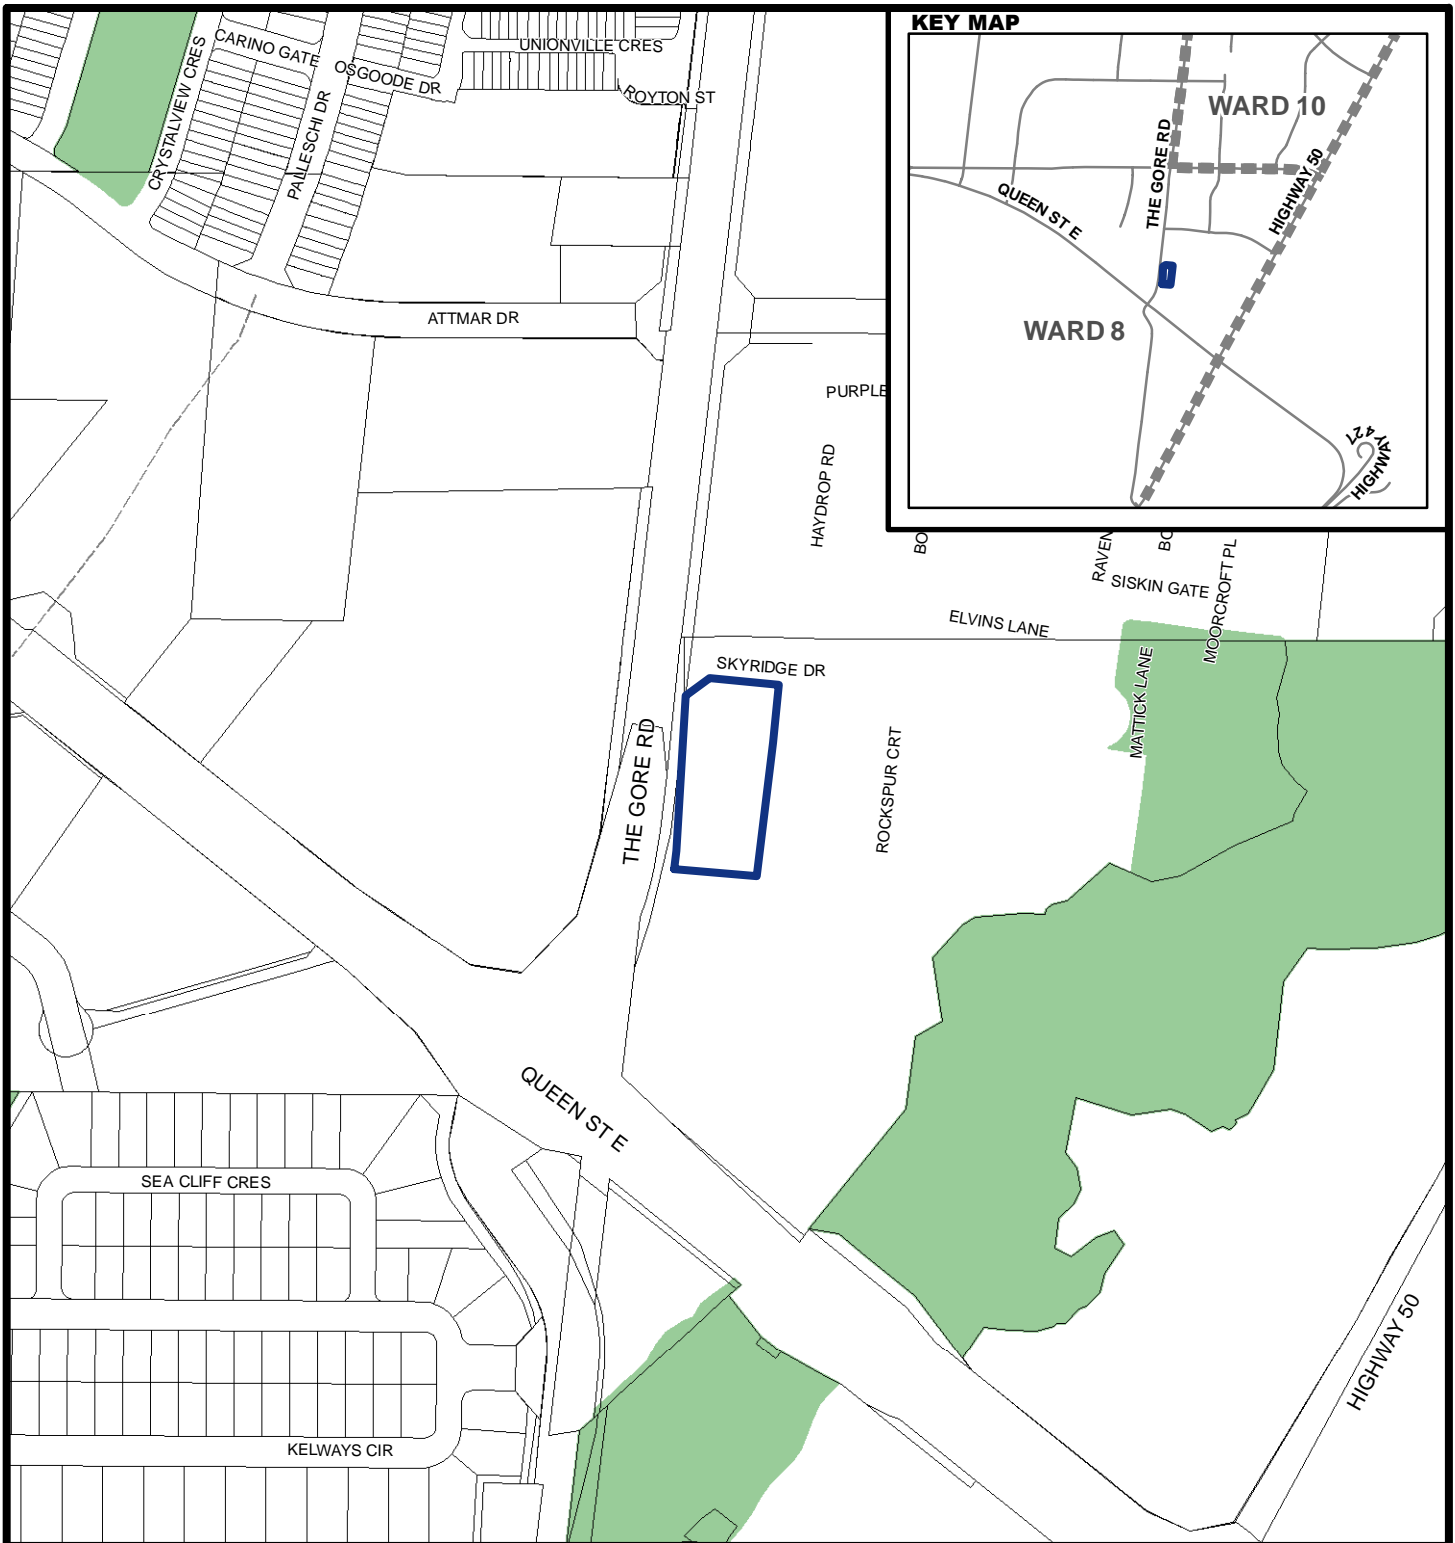 KEY MAP
CARINO GATE
UNIONVILLE CRES
OSGOODE DR
ROYTON ST
CRYSTALVIEW CRES
PALLESCHI DR
WARD 10
THE GORE RD
HIGHWAY 50
QUEEN ST E
WARD 8
HIGHWAY 427
ATTMAR DR
PURPLE
HAYDROP RD
BO
RAVEN
BO
MOORCROFT PL
SISKIN GATE
ELVINS LANE
SKYRIDGE DR
MATTICK LANE
THE GORE RD
ROCKSPUR CRT
QUEEN ST E
SEA CLIFF CRES
HIGHWAY 50
KELWAYS CIR